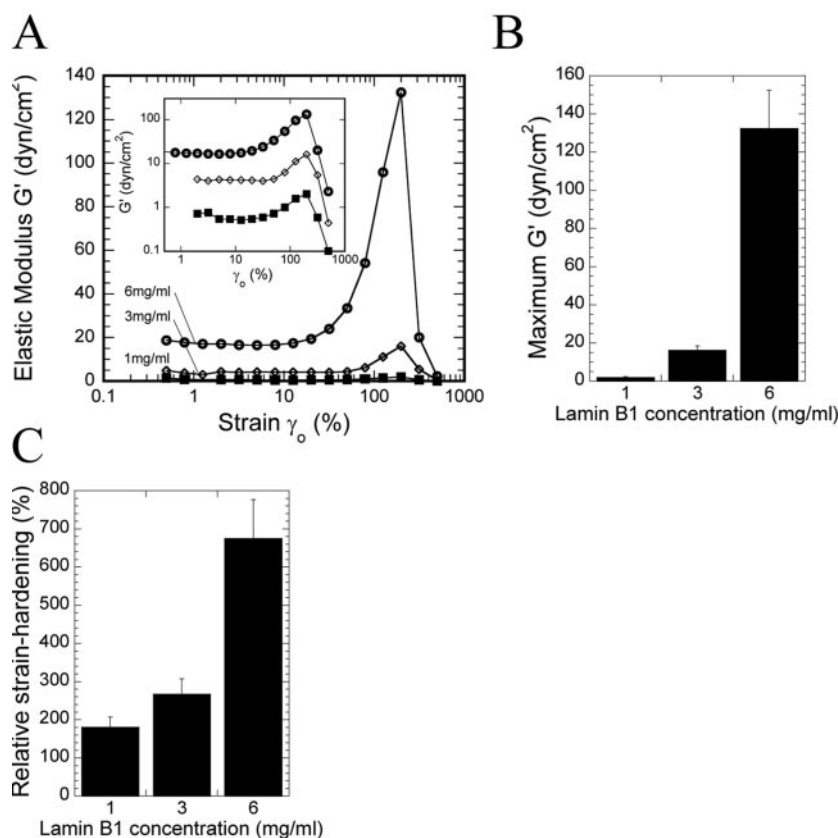 A
Elastic Modulus G' (dyn/cm²)
140
120
100
80
60
40
20
0
0.1 1 10 100 1000
Strain γo (%)
6mg/ml
3mg/ml
1mg/ml
G' (dyn/cm²)
100
10
1
0.1
1 10 100 1000
γo (%)
B
Maximum G' (dyn/cm²)
160
140
120
100
80
60
40
20
0
1 3 6
Lamin B1 concentration (mg/ml)
C
Relative strain-hardening (%)
800
700
600
500
400
300
200
100
0
1 3 6
Lamin B1 concentration (mg/ml)